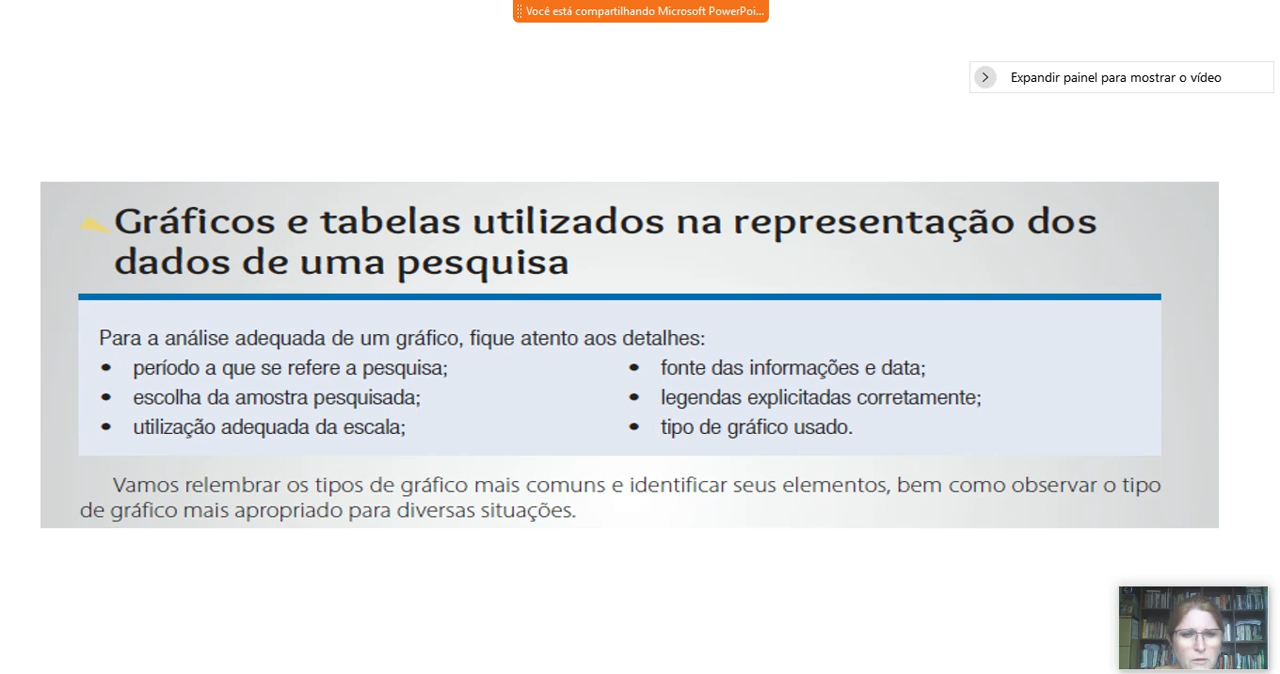 Você está compartilhando Microsoft PowerPoi...
Expandir painel para mostrar o vídeo
Gráficos e tabelas utilizados na representação dos
dados de uma pesquisa
Para a análise adequada de um gráfico, fique atento aos detalhes:
• período a que se refere a pesquisa;
• escolha da amostra pesquisada;
• utilização adequada da escala;
• fonte das informações e data;
• legendas explicitadas corretamente;
• tipo de gráfico usado.
Vamos relembrar os tipos de gráfico mais comuns e identificar seus elementos, bem como observar o tipo
de gráfico mais apropriado para diversas situações.